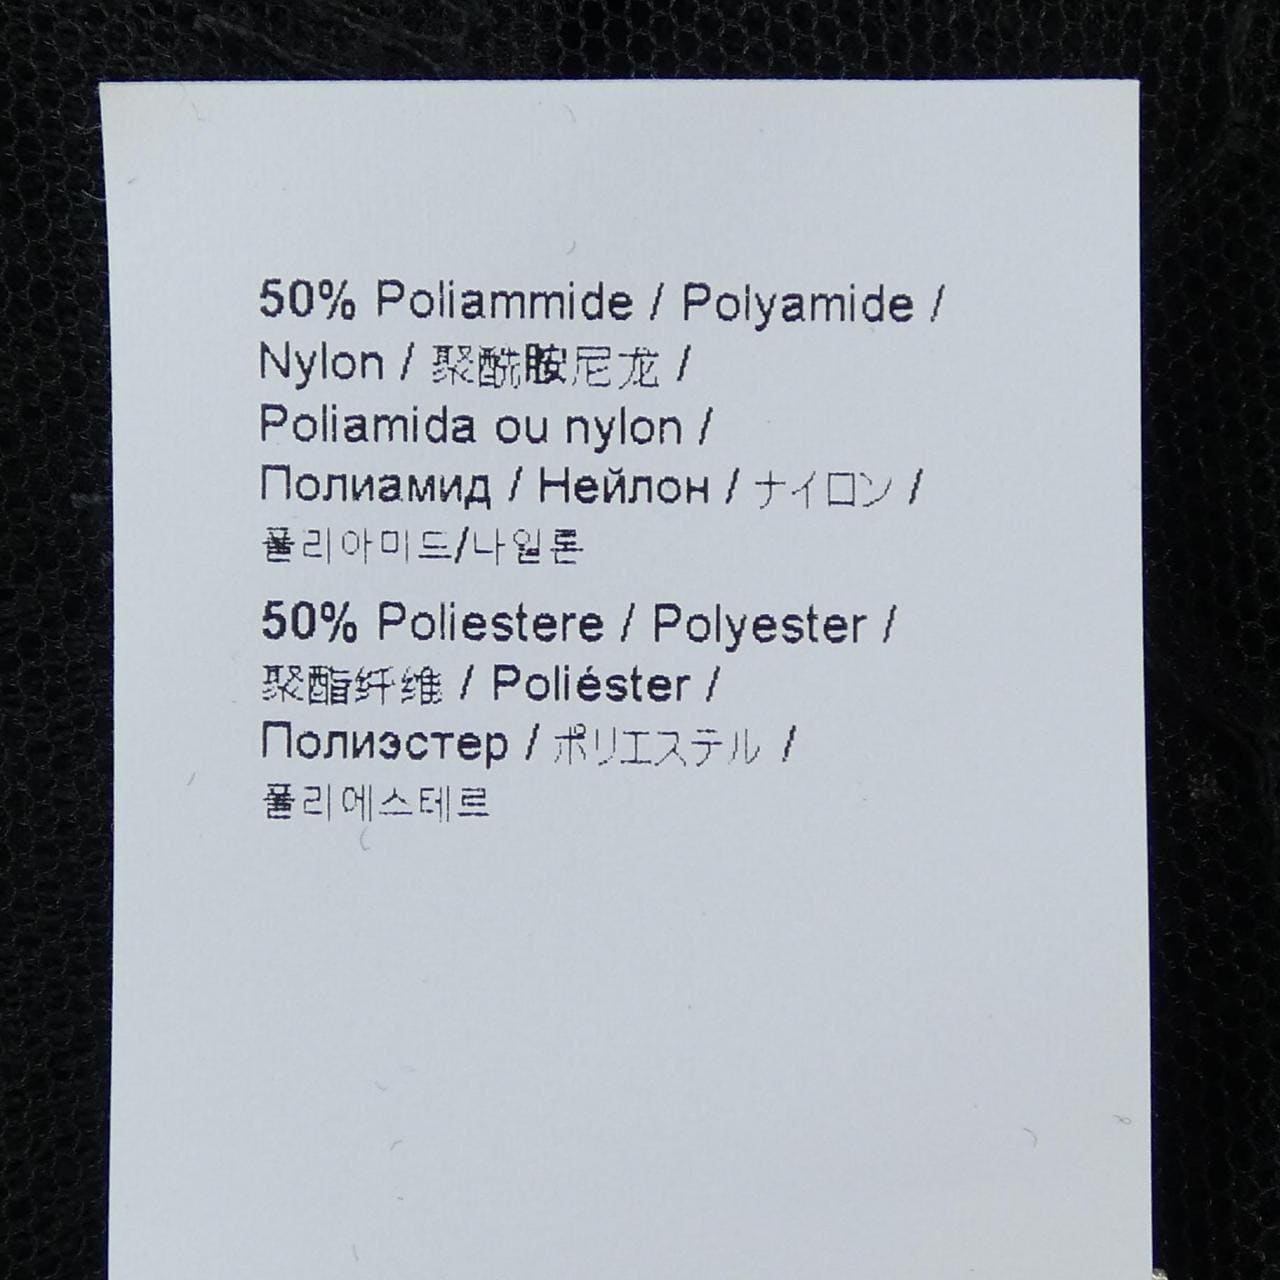 50% Poliammide / Polyamide /
Nylon / 聚酰胺尼龙 /
Poliamida ou nylon /
Полиамид / Нейлон / ナイロン /
폴리아미드/나일론
50% Poliestere / Polyester /
聚酯纤维 / Poliéster /
Полиэстер / ポリエステル /
폴리에스테르